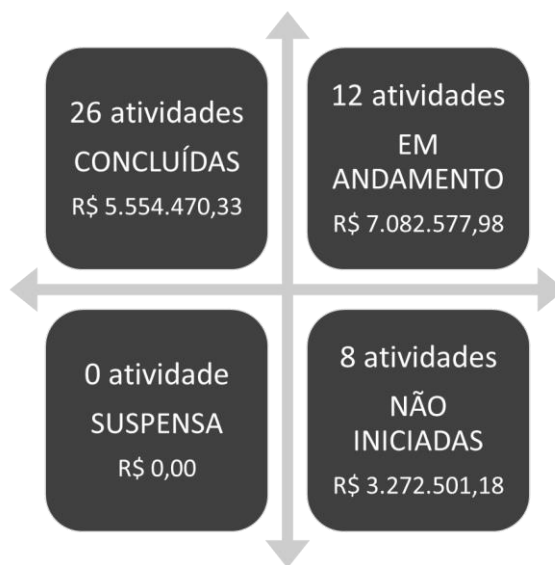 26 atividades
CONCLUÍDAS
R$ 5.554.470,33
12 atividades
EM
ANDAMENTO
R$ 7.082.577,98
0 atividade
SUSPENSA
R$ 0,00
8 atividades
NÃO
INICIADAS
R$ 3.272.501,18